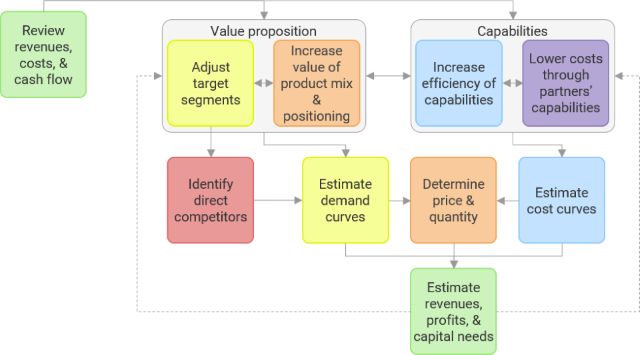 Review
revenues,
costs, &
cash flow
Value proposition
Adjust
target
segments
Increase
value of
product mix
&
positioning
Capabilities
Increase
efficiency of
capabilities
Lower costs
through
partners'
capabilities
Identify
direct
competitors
Estimate
demand
curves
Determine
price &
quantity
Estimate
cost curves
Estimate
revenues,
profits, &
capital needs